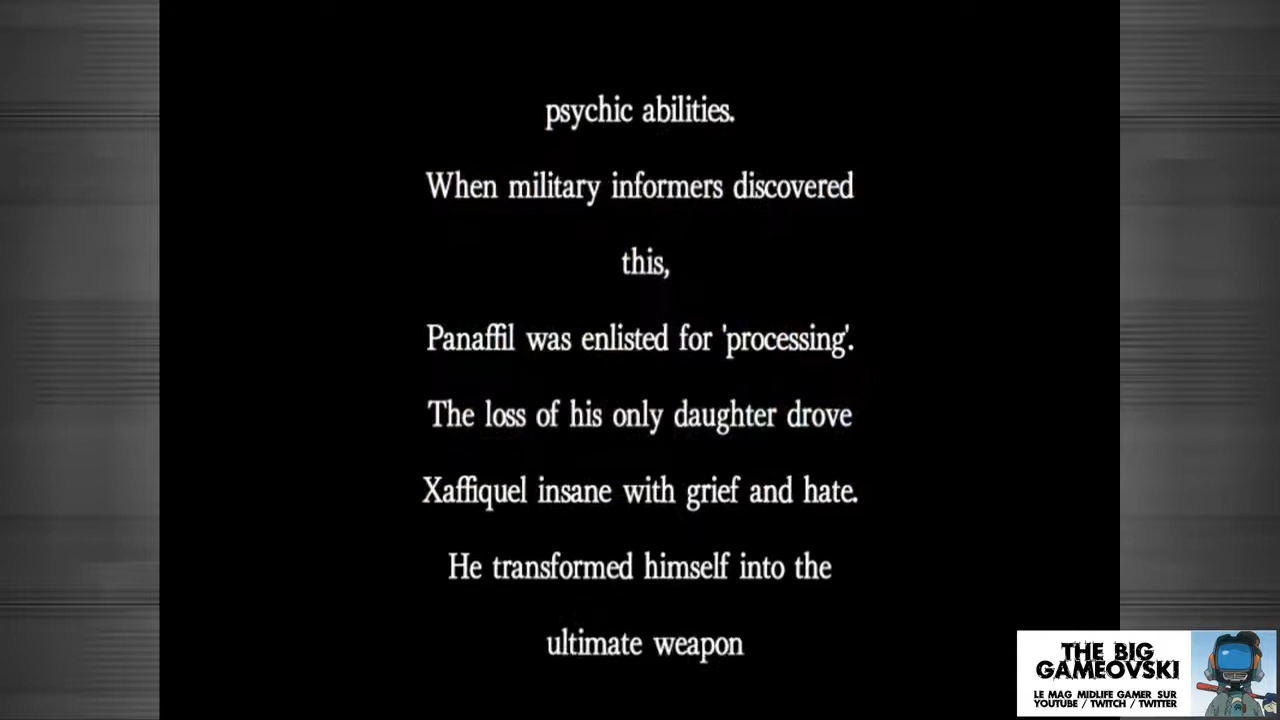 psychic abilities.
When military informers discovered
this,
Panaffil was enlisted for 'processing'.
The loss of his only daughter drove
Xaffiquel insane with grief and hate.
He transformed himself into the
ultimate weapon
THE BIG
GAMEOVSKI
LE MAG MIDLIFE GAMER SUR
YOUTUBE / TWITCH / TWITTER